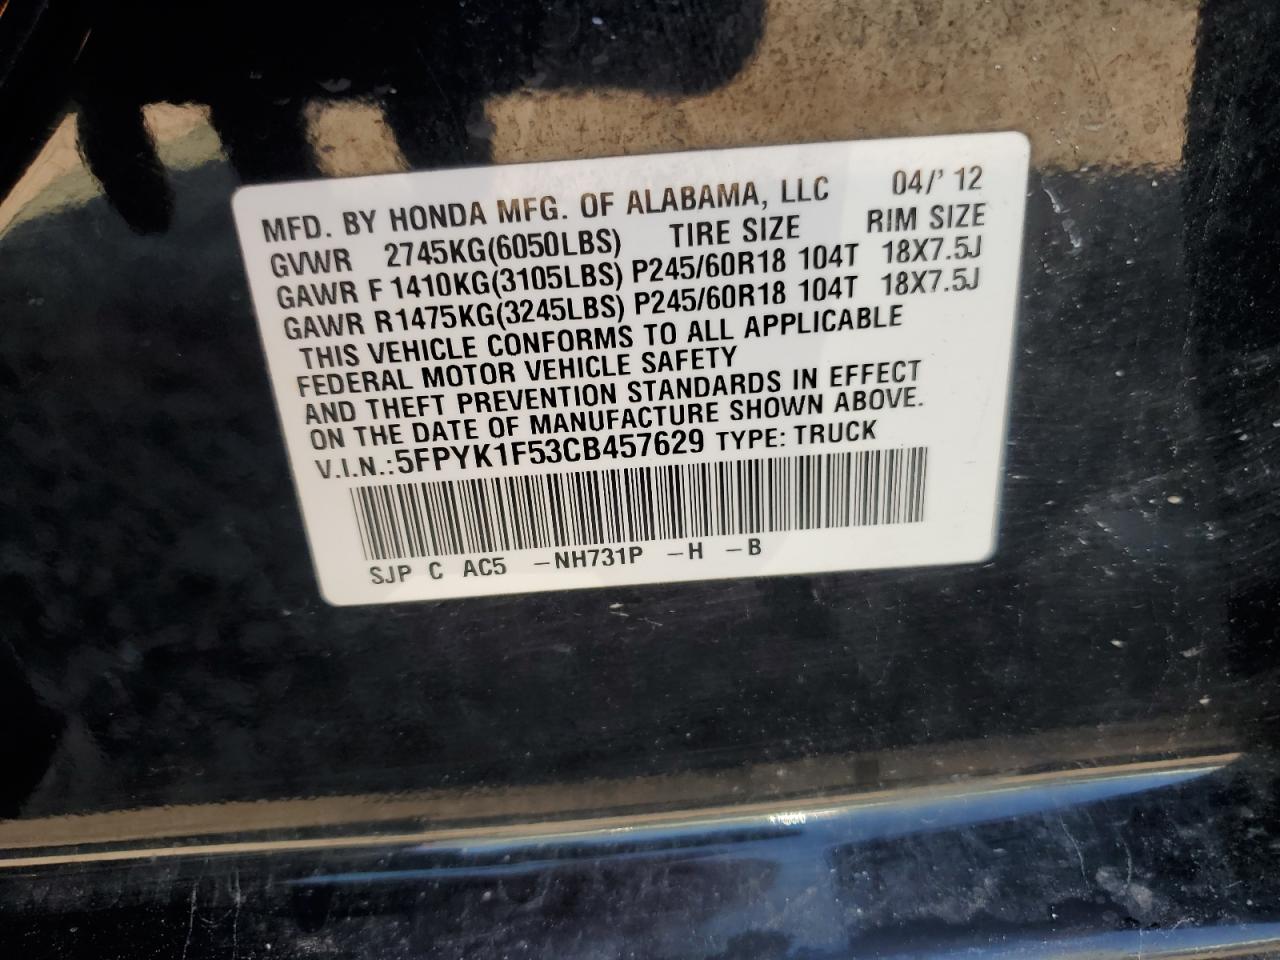 MFD. BY HONDA MFG. OF ALABAMA, LLC 04/'12
GVWR 2745KG(6050LBS) TIRE SIZE RIM SIZE
GAWR F 1410KG(3105LBS) P245/60R18 104T 18X7.5J
GAWR R1475KG(3245LBS) P245/60R18 104T 18X7.5J
THIS VEHICLE CONFORMS TO ALL APPLICABLE
FEDERAL MOTOR VEHICLE SAFETY
AND THEFT PREVENTION STANDARDS IN EFFECT
ON THE DATE OF MANUFACTURE SHOWN ABOVE.
V.I.N.:5FPYK1F53CB457629 TYPE: TRUCK
SJP C AC5 –NH731P –H –B